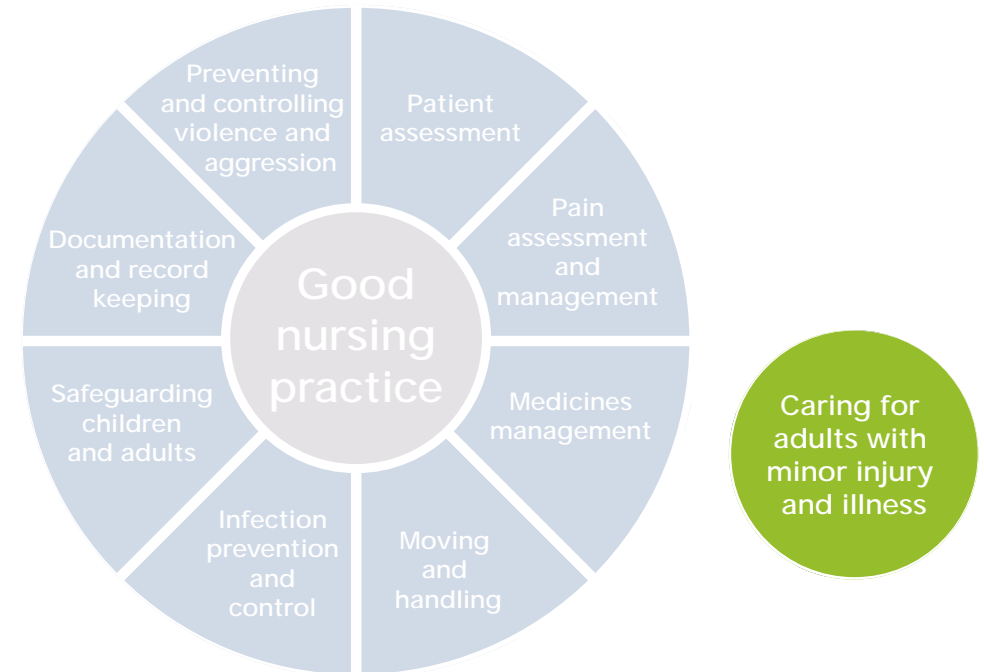 Preventing
and controlling
violence and
aggression
Patient
assessment
Pain
assessment
and
management
Medicines
management
Moving
and
handling
Infection
prevention
and
control
Safeguarding
children
and adults
Documentation
and record
keeping
Good
nursing
practice
Caring for
adults with
minor injury
and illness